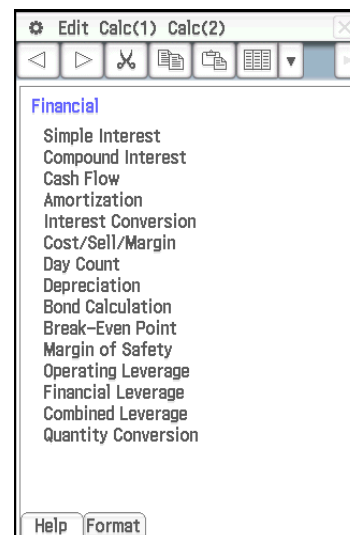 Edit Calc(1) Calc(2)
Financial
Simple Interest
Compound Interest
Cash Flow
Amortization
Interest Conversion
Cost/Sell/Margin
Day Count
Depreciation
Bond Calculation
Break-Even Point
Margin of Safety
Operating Leverage
Financial Leverage
Combined Leverage
Quantity Conversion
Help Format